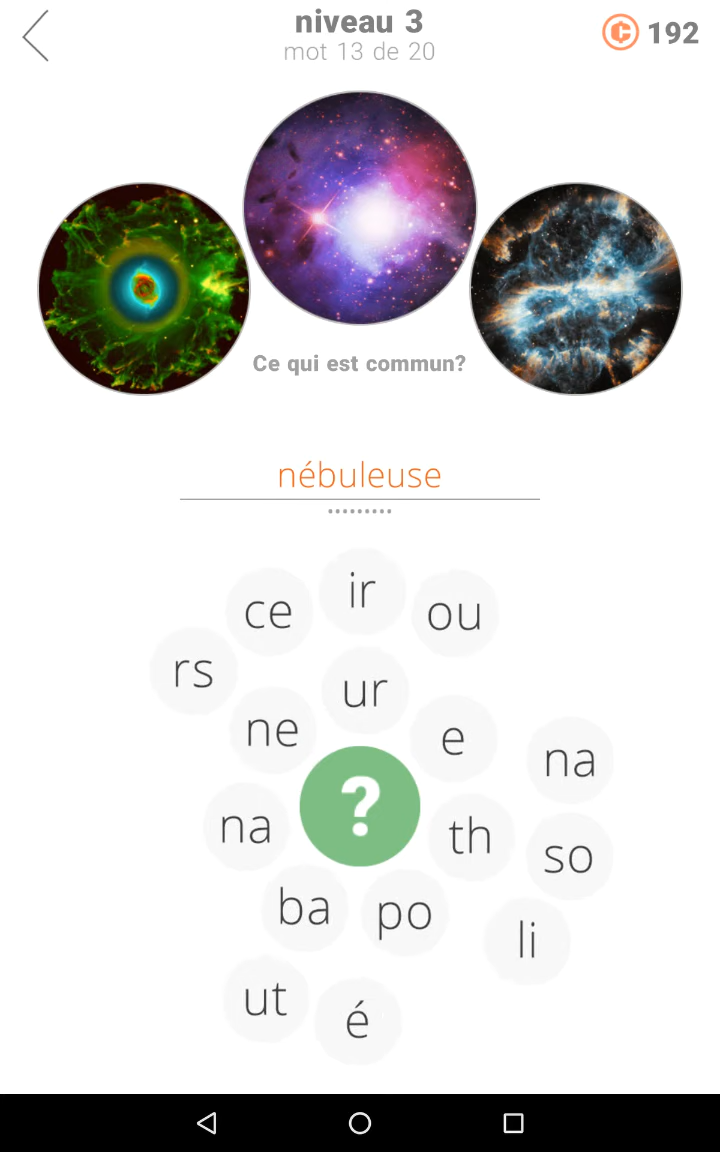 niveau 3
mot 13 de 20
192
Ce qui est commun?
nébuleuse
ir
ce
ou
rs
ur
ne
e
na
na
?
th
so
ba
po
li
ut
é